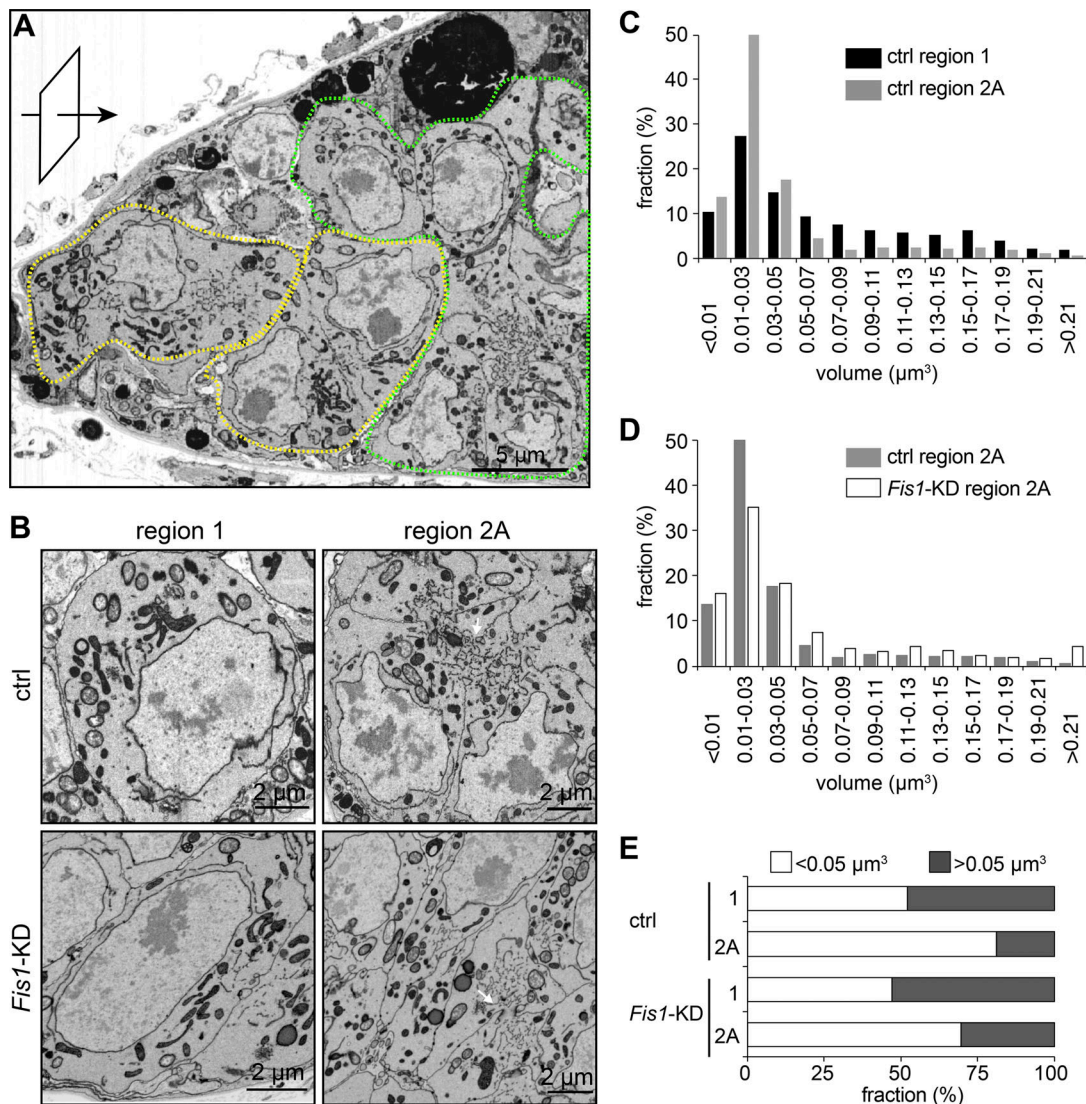 A
5 µm
B
region 1
region 2A
ctrl
Fis1-KD
2 µm
2 µm
2 µm
2 µm
C
ctrl region 1
ctrl region 2A
fraction (%)
50
40
30
20
10
0
<0.01
0.01-0.03
0.03-0.05
0.05-0.07
0.07-0.09
0.09-0.11
0.11-0.13
0.13-0.15
0.15-0.17
0.17-0.19
0.19-0.21
>0.21
volume (µm³)
D
ctrl region 2A
Fis1-KD region 2A
fraction (%)
50
40
30
20
10
0
<0.01
0.01-0.03
0.03-0.05
0.05-0.07
0.07-0.09
0.09-0.11
0.11-0.13
0.13-0.15
0.15-0.17
0.17-0.19
0.19-0.21
>0.21
volume (µm³)
E
<0.05 µm³
>0.05 µm³
ctrl
1
2A
Fis1-KD
1
2A
0
25
50
75
100
fraction (%)